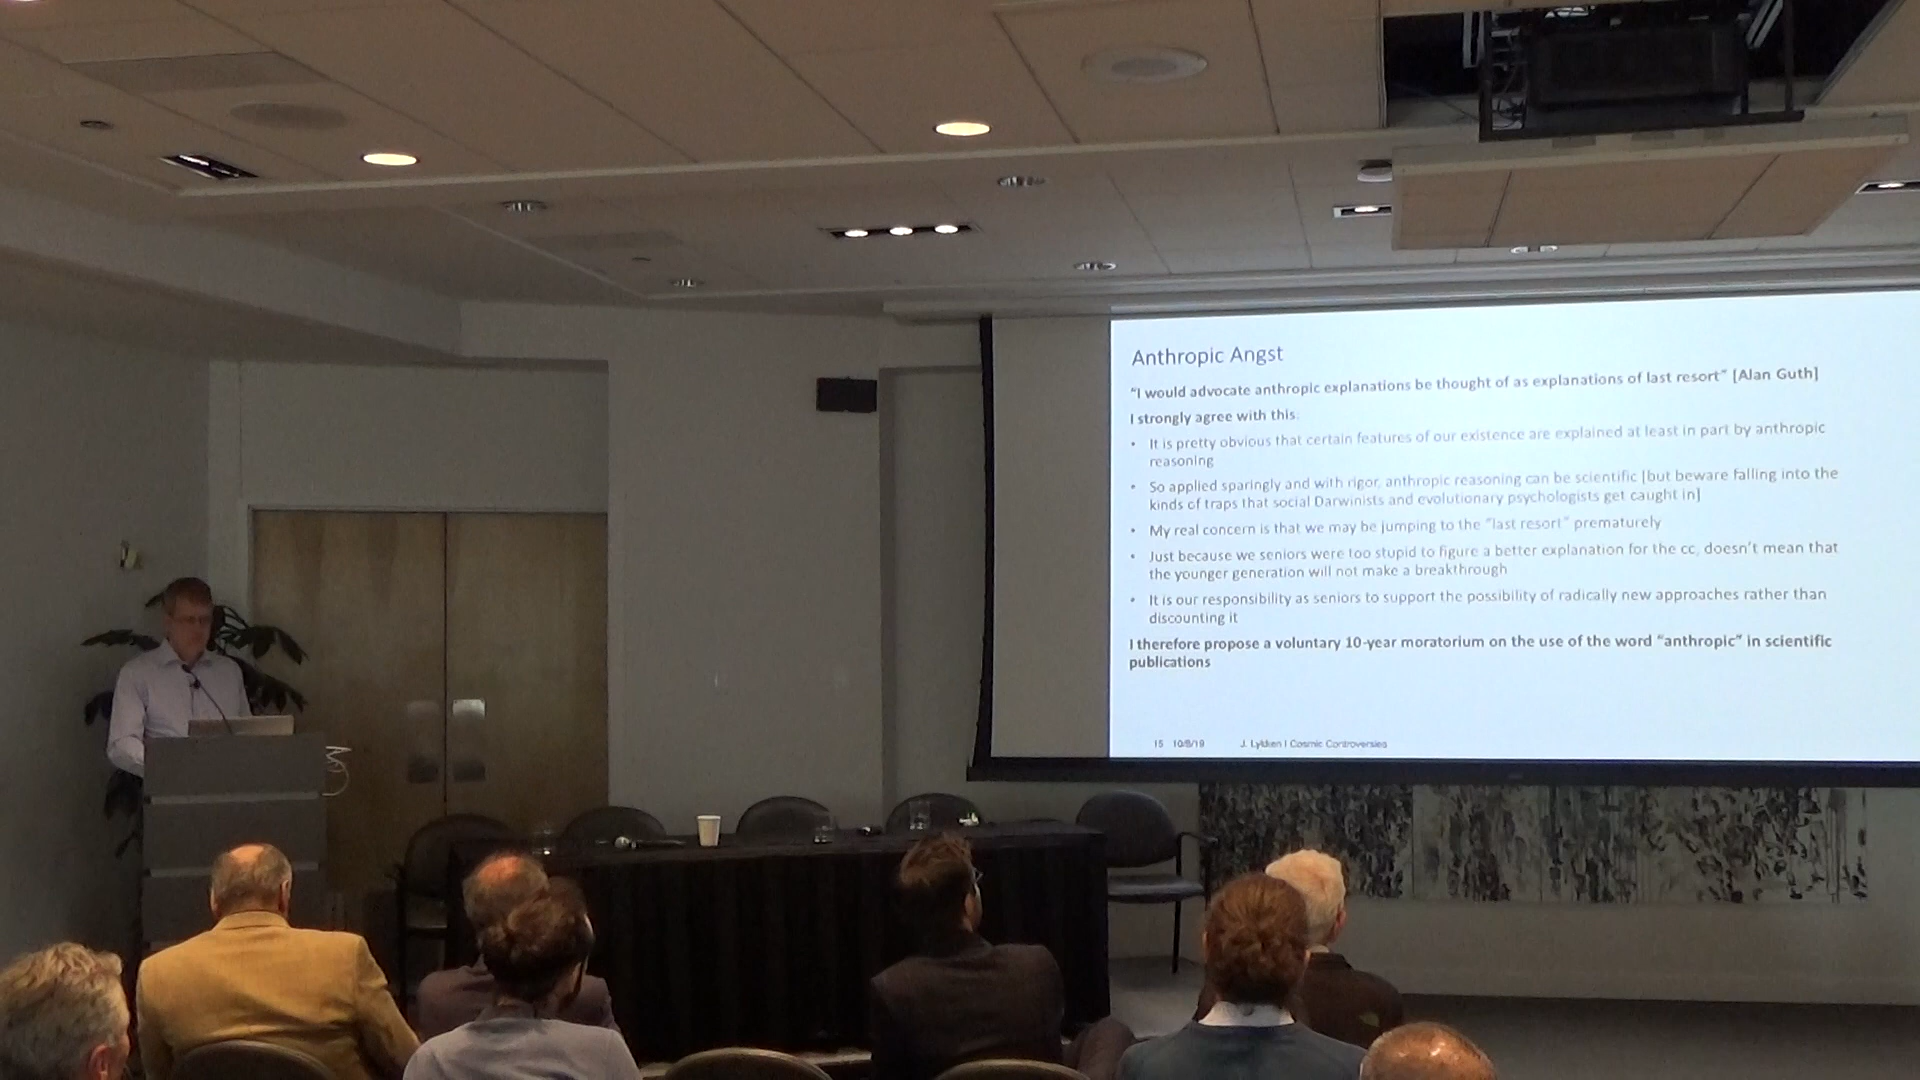 Anthropic Angst
"I would advocate anthropic explanations be thought of as explanations of last resort" [Alan Guth]
I strongly agree with this:
• It is pretty obvious that certain features of our existence are explained at least in part by anthropic
reasoning
• So applied sparingly and with rigor, anthropic reasoning can be scientific [but beware falling into the
kinds of traps that social Darwinists and evolutionary psychologists get caught in]
• My real concern is that we may be jumping to the "last resort" prematurely
• Just because we seniors were too stupid to figure a better explanation for the cc, doesn't mean that
the younger generation will not make a breakthrough
• It is our responsibility as seniors to support the possibility of radically new approaches rather than
discounting it
I therefore propose a voluntary 10-year moratorium on the use of the word "anthropic" in scientific
publications
15 10/8/19 J. Lykken | Cosmic Controversies